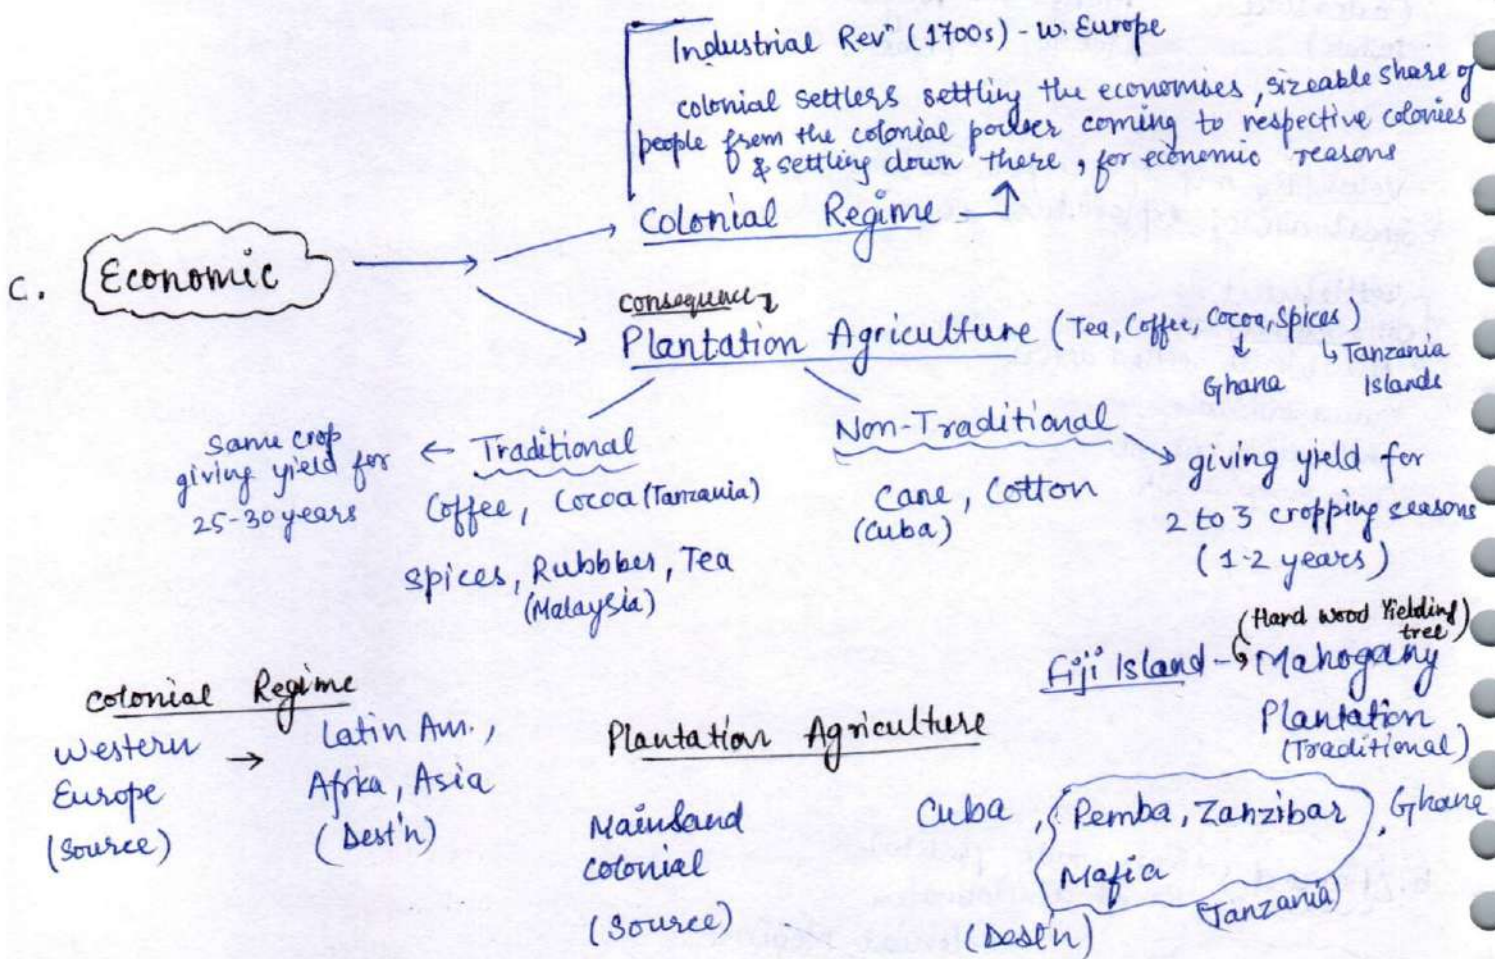 Industrial Revⁿ (1700s) - W. Europe
colonial settlers settling the economies, sizeable share of
people from the colonial power coming to respective colonies
& settling down there, for economic reasons
Colonial Regime
C. Economic
consequence
Plantation Agriculture (Tea, Coffee, Cocoa, Spices)
Ghana
Tanzania
Islands
Traditional
same crop
giving yield for
25-30 years
Coffee, Cocoa (Tanzania)
Spices, Rubbber, Tea
(Malaysia)
Non-Traditional
Cane, Cotton
(Cuba)
giving yield for
2 to 3 cropping seasons
(1-2 years)
(Hard wood Yielding
tree)
Fiji Island - Mahogany
Plantation
(Traditional)
Colonial Regime
Western
Europe
(Source)
→
Latin Am.,
Afrika, Asia
(Dest'n)
Plantation Agriculture
Mainland
colonial
(Source)
Cuba, Pemba, Zanzibar, Ghana
Mafia
(Tanzania)
(Dest'n)